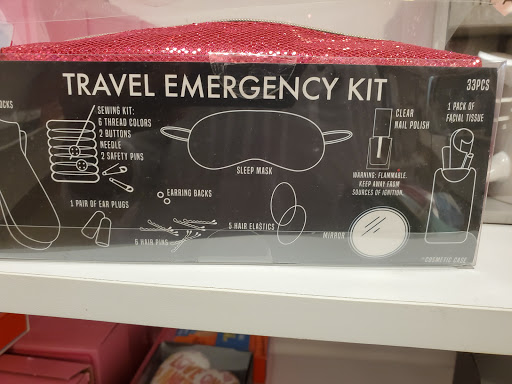 TRAVEL EMERGENCY KIT
33PCS
SEWING KIT:
6 THREAD COLORS
2 BUTTONS
NEEDLE
2 SAFETY PINS
SLEEP MASK
CLEAR
NAIL POLISH
WARNING: FLAMMABLE.
KEEP AWAY FROM
SOURCES OF IGNITION.
1 PACK OF
FACIAL TISSUE
1 PAIR OF EAR PLUGS
EARRING BACKS
6 HAIR PINS
5 HAIR ELASTICS
MIRROR
*COSMETIC CASE